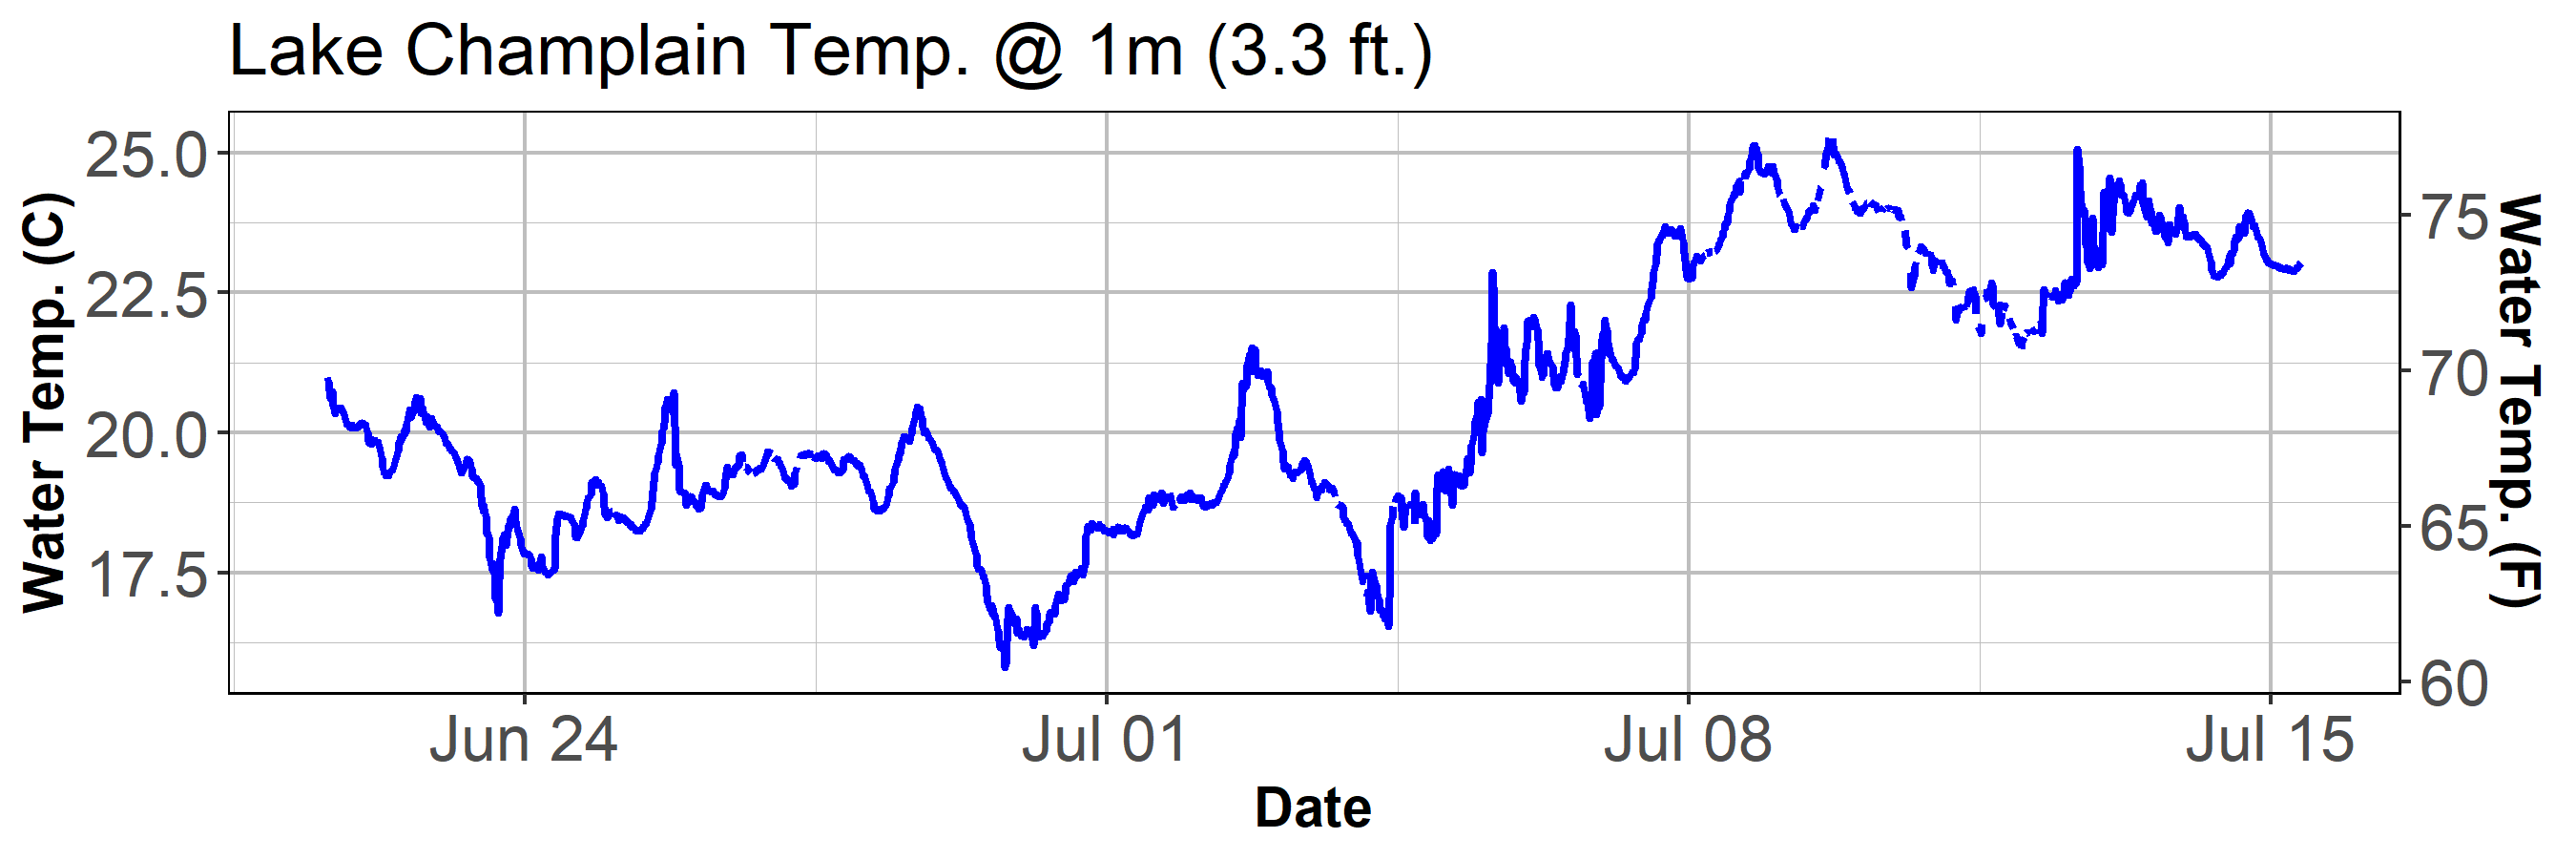 Lake Champlain Temp. @ 1m (3.3 ft.)
Water Temp. (C)
25.0
22.5
20.0
17.5
75
70
65
60
Water Temp. (F)
Jun 24 Jul 01 Jul 08 Jul 15
Date